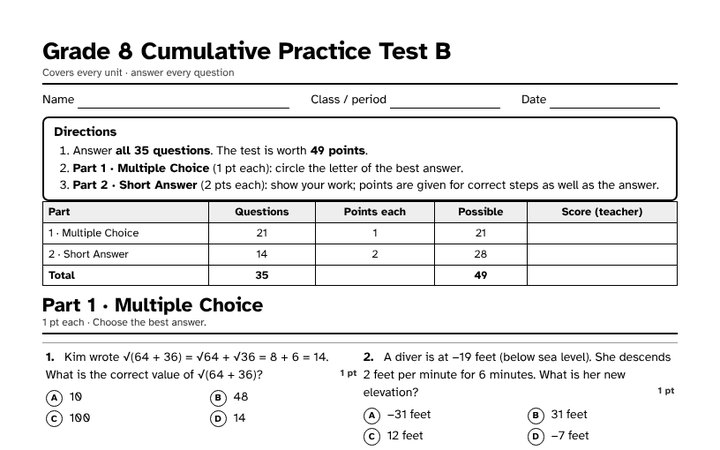 Grade 8 Cumulative Practice Test B
Covers every unit · answer every question
Name Class / period Date
Directions
1. Answer all 35 questions. The test is worth 49 points.
2. Part 1 · Multiple Choice (1 pt each): circle the letter of the best answer.
3. Part 2 · Short Answer (2 pts each): show your work; points are given for correct steps as well as the answer.
Part Questions Points each Possible Score (teacher)
1 · Multiple Choice 21 1 21
2 · Short Answer 14 2 28
Total 35 49
Part 1 · Multiple Choice
1 pt each · Choose the best answer.
1. Kim wrote √(64 + 36) = √64 + √36 = 8 + 6 = 14.
What is the correct value of √(64 + 36)? 1 pt
A 10 B 48
C 100 D 14
2. A diver is at −19 feet (below sea level). She descends
2 feet per minute for 6 minutes. What is her new
elevation? 1 pt
A −31 feet B 31 feet
C 12 feet D −7 feet